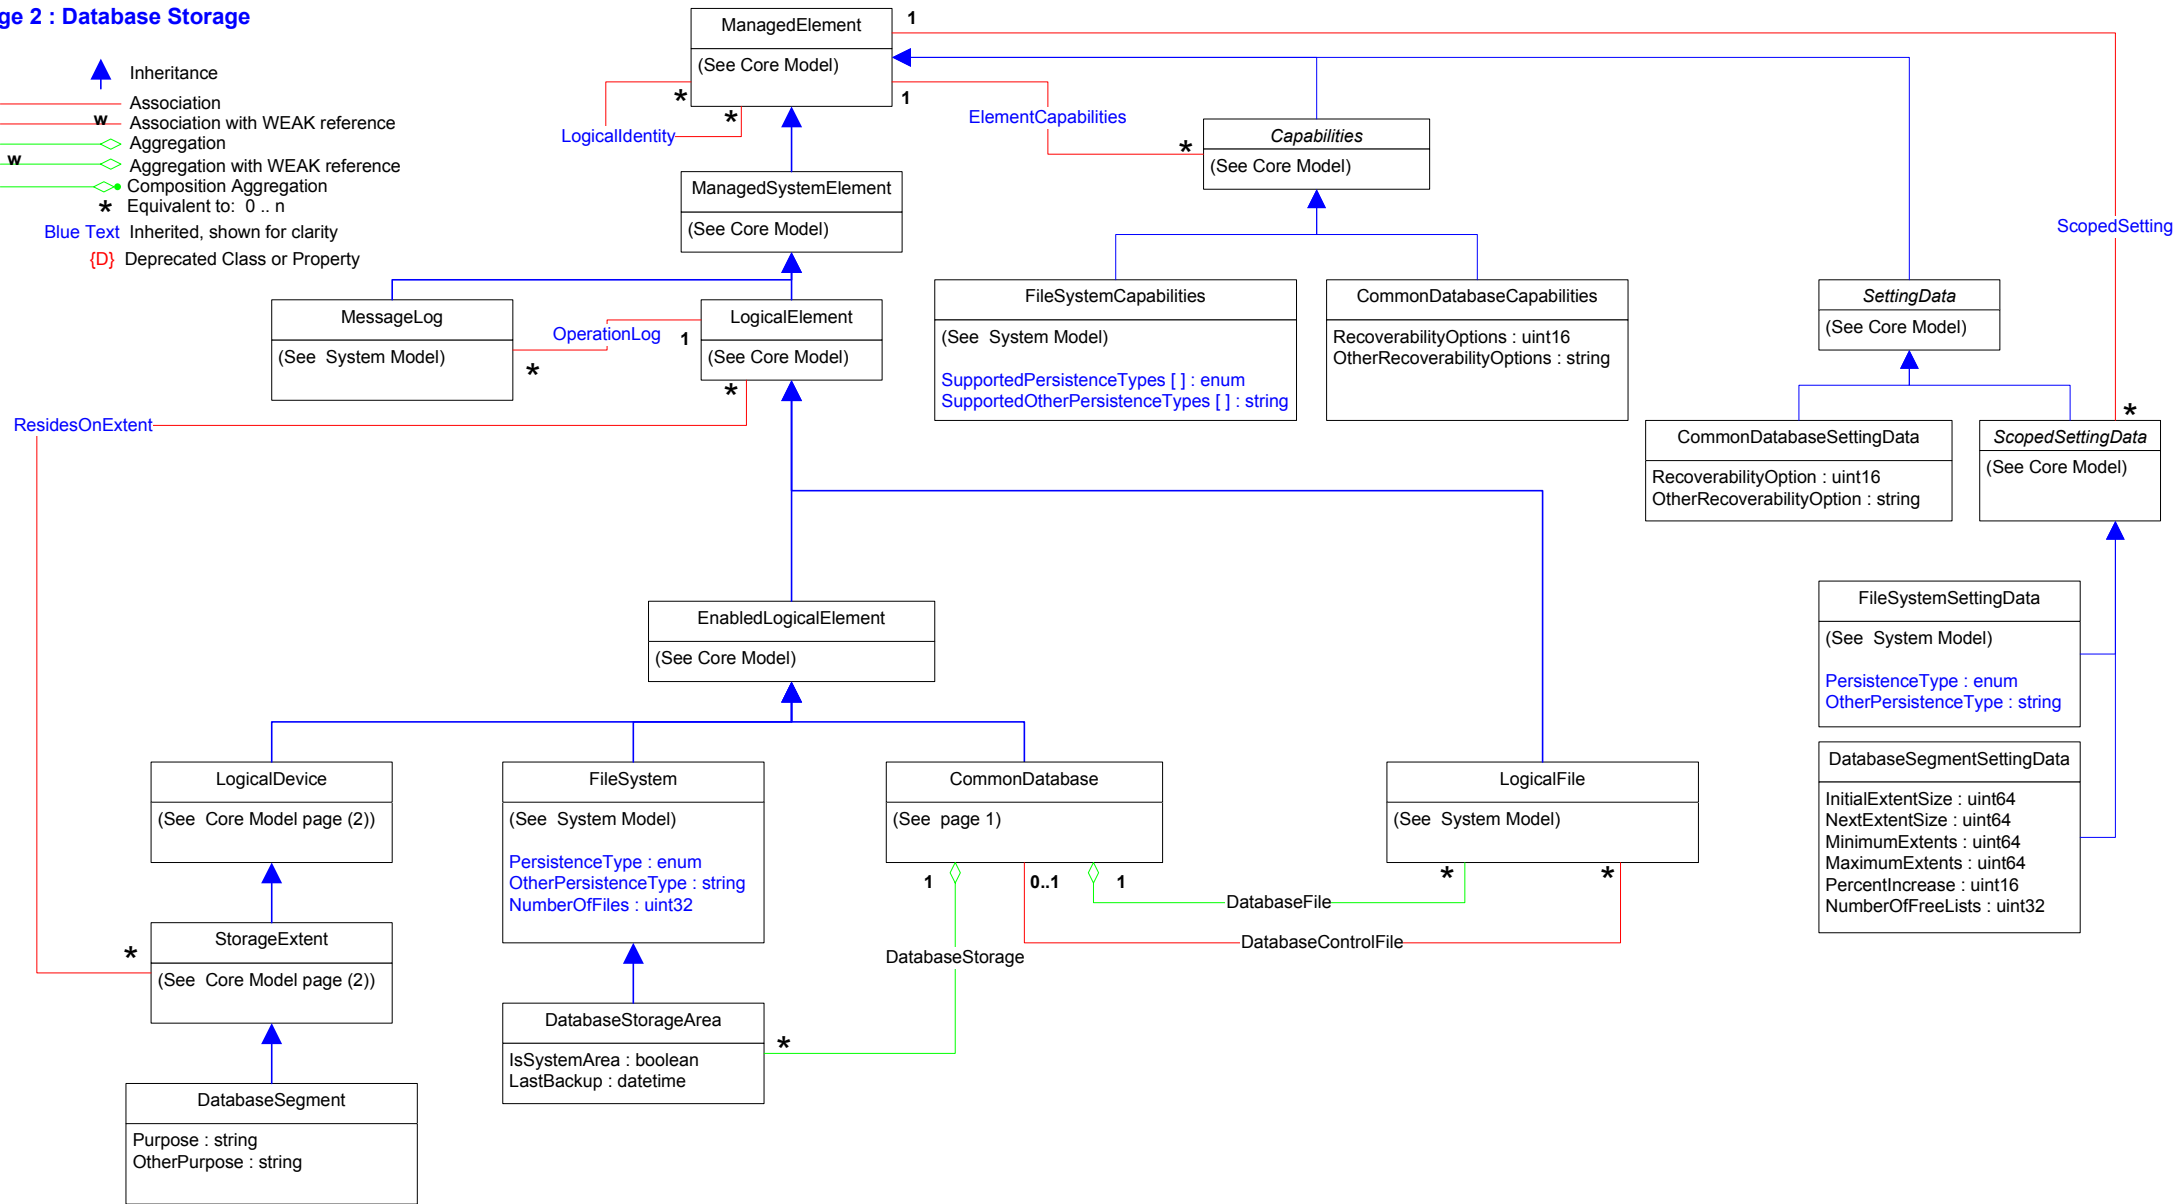 ge 2 : Database Storage
Inheritance
Association
w Association with WEAK reference
Aggregation
w Aggregation with WEAK reference
Composition Aggregation
* Equivalent to: 0 .. n
Blue Text Inherited, shown for clarity
{D} Deprecated Class or Property
ManagedElement
(See Core Model)
1
*
*
1
LogicalIdentity
ElementCapabilities
*
Capabilities
(See Core Model)
ManagedSystemElement
(See Core Model)
ScopedSetting
MessageLog
(See System Model)
OperationLog
1
*
LogicalElement
(See Core Model)
*
FileSystemCapabilities
(See System Model)
SupportedPersistenceTypes [ ] : enum
SupportedOtherPersistenceTypes [ ] : string
CommonDatabaseCapabilities
RecoverabilityOptions : uint16
OtherRecoverabilityOptions : string
SettingData
(See Core Model)
*
ResidesOnExtent
CommonDatabaseSettingData
RecoverabilityOption : uint16
OtherRecoverabilityOption : string
ScopedSettingData
(See Core Model)
EnabledLogicalElement
(See Core Model)
FileSystemSettingData
(See System Model)
PersistenceType : enum
OtherPersistenceType : string
LogicalDevice
(See Core Model page (2))
FileSystem
(See System Model)
PersistenceType : enum
OtherPersistenceType : string
NumberOfFiles : uint32
CommonDatabase
(See page 1)
LogicalFile
(See System Model)
DatabaseSegmentSettingData
InitialExtentSize : uint64
NextExtentSize : uint64
MinimumExtents : uint64
MaximumExtents : uint64
PercentIncrease : uint16
NumberOfFreeLists : uint32
1
0..1
1
*
*
DatabaseFile
DatabaseControlFile
DatabaseStorage
*
StorageExtent
(See Core Model page (2))
DatabaseStorageArea
IsSystemArea : boolean
LastBackup : datetime
*
DatabaseSegment
Purpose : string
OtherPurpose : string